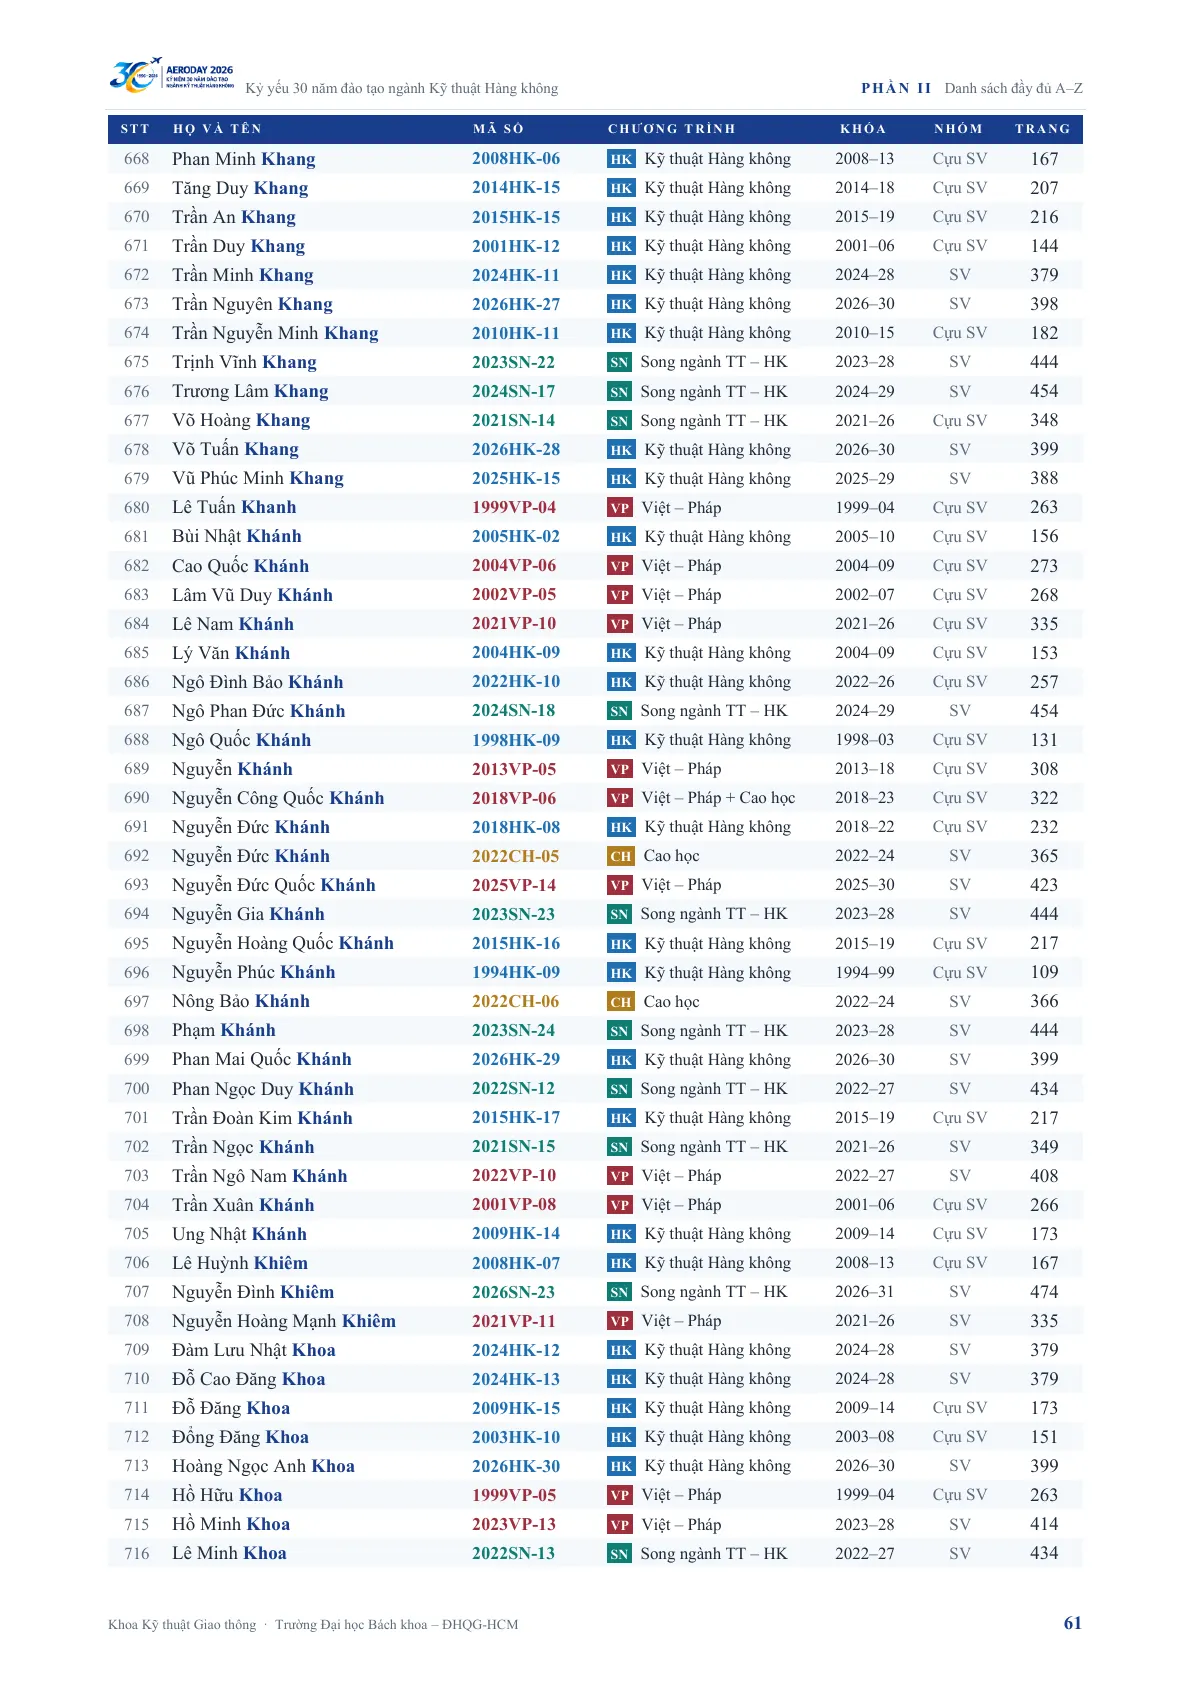 30
1996 - 2026
AERODAY 2026
KỶ NIỆM 30 NĂM ĐÀO TẠO
NGÀNH KỸ THUẬT HÀNG KHÔNG
Kỷ yếu 30 năm đào tạo ngành Kỹ thuật Hàng không
PHẦN II Danh sách đầy đủ A–Z
STT HỌ VÀ TÊN MÃ SỐ CHƯƠNG TRÌNH KHÓA NHÓM TRANG
668 Phan Minh Khang 2008HK-06 HK Kỹ thuật Hàng không 2008–13 Cựu SV 167
669 Tăng Duy Khang 2014HK-15 HK Kỹ thuật Hàng không 2014–18 Cựu SV 207
670 Trần An Khang 2015HK-15 HK Kỹ thuật Hàng không 2015–19 Cựu SV 216
671 Trần Duy Khang 2001HK-12 HK Kỹ thuật Hàng không 2001–06 Cựu SV 144
672 Trần Minh Khang 2024HK-11 HK Kỹ thuật Hàng không 2024–28 SV 379
673 Trần Nguyên Khang 2026HK-27 HK Kỹ thuật Hàng không 2026–30 SV 398
674 Trần Nguyễn Minh Khang 2010HK-11 HK Kỹ thuật Hàng không 2010–15 Cựu SV 182
675 Trịnh Vĩnh Khang 2023SN-22 SN Song ngành TT – HK 2023–28 SV 444
676 Trương Lâm Khang 2024SN-17 SN Song ngành TT – HK 2024–29 SV 454
677 Võ Hoàng Khang 2021SN-14 SN Song ngành TT – HK 2021–26 Cựu SV 348
678 Võ Tuấn Khang 2026HK-28 HK Kỹ thuật Hàng không 2026–30 SV 399
679 Vũ Phúc Minh Khang 2025HK-15 HK Kỹ thuật Hàng không 2025–29 SV 388
680 Lê Tuấn Khanh 1999VP-04 VP Việt – Pháp 1999–04 Cựu SV 263
681 Bùi Nhật Khánh 2005HK-02 HK Kỹ thuật Hàng không 2005–10 Cựu SV 156
682 Cao Quốc Khánh 2004VP-06 VP Việt – Pháp 2004–09 Cựu SV 273
683 Lâm Vũ Duy Khánh 2002VP-05 VP Việt – Pháp 2002–07 Cựu SV 268
684 Lê Nam Khánh 2021VP-10 VP Việt – Pháp 2021–26 Cựu SV 335
685 Lý Văn Khánh 2004HK-09 HK Kỹ thuật Hàng không 2004–09 Cựu SV 153
686 Ngô Đình Bảo Khánh 2022HK-10 HK Kỹ thuật Hàng không 2022–26 Cựu SV 257
687 Ngô Phan Đức Khánh 2024SN-18 SN Song ngành TT – HK 2024–29 SV 454
688 Ngô Quốc Khánh 1998HK-09 HK Kỹ thuật Hàng không 1998–03 Cựu SV 131
689 Nguyễn Khánh 2013VP-05 VP Việt – Pháp 2013–18 Cựu SV 308
690 Nguyễn Công Quốc Khánh 2018VP-06 VP Việt – Pháp + Cao học 2018–23 Cựu SV 322
691 Nguyễn Đức Khánh 2018HK-08 HK Kỹ thuật Hàng không 2018–22 Cựu SV 232
692 Nguyễn Đức Khánh 2022CH-05 CH Cao học 2022–24 SV 365
693 Nguyễn Đức Quốc Khánh 2025VP-14 VP Việt – Pháp 2025–30 SV 423
694 Nguyễn Gia Khánh 2023SN-23 SN Song ngành TT – HK 2023–28 SV 444
695 Nguyễn Hoàng Quốc Khánh 2015HK-16 HK Kỹ thuật Hàng không 2015–19 Cựu SV 217
696 Nguyễn Phúc Khánh 1994HK-09 HK Kỹ thuật Hàng không 1994–99 Cựu SV 109
697 Nông Bảo Khánh 2022CH-06 CH Cao học 2022–24 SV 366
698 Phạm Khánh 2023SN-24 SN Song ngành TT – HK 2023–28 SV 444
699 Phan Mai Quốc Khánh 2026HK-29 HK Kỹ thuật Hàng không 2026–30 SV 399
700 Phan Ngọc Duy Khánh 2022SN-12 SN Song ngành TT – HK 2022–27 SV 434
701 Trần Đoàn Kim Khánh 2015HK-17 HK Kỹ thuật Hàng không 2015–19 Cựu SV 217
702 Trần Ngọc Khánh 2021SN-15 SN Song ngành TT – HK 2021–26 SV 349
703 Trần Ngô Nam Khánh 2022VP-10 VP Việt – Pháp 2022–27 SV 408
704 Trần Xuân Khánh 2001VP-08 VP Việt – Pháp 2001–06 Cựu SV 266
705 Ung Nhật Khánh 2009HK-14 HK Kỹ thuật Hàng không 2009–14 Cựu SV 173
706 Lê Huỳnh Khiêm 2008HK-07 HK Kỹ thuật Hàng không 2008–13 Cựu SV 167
707 Nguyễn Đình Khiêm 2026SN-23 SN Song ngành TT – HK 2026–31 SV 474
708 Nguyễn Hoàng Mạnh Khiêm 2021VP-11 VP Việt – Pháp 2021–26 SV 335
709 Đàm Lưu Nhật Khoa 2024HK-12 HK Kỹ thuật Hàng không 2024–28 SV 379
710 Đỗ Cao Đăng Khoa 2024HK-13 HK Kỹ thuật Hàng không 2024–28 SV 379
711 Đỗ Đăng Khoa 2009HK-15 HK Kỹ thuật Hàng không 2009–14 Cựu SV 173
712 Đổng Đăng Khoa 2003HK-10 HK Kỹ thuật Hàng không 2003–08 Cựu SV 151
713 Hoàng Ngọc Anh Khoa 2026HK-30 HK Kỹ thuật Hàng không 2026–30 SV 399
714 Hồ Hữu Khoa 1999VP-05 VP Việt – Pháp 1999–04 Cựu SV 263
715 Hồ Minh Khoa 2023VP-13 VP Việt – Pháp 2023–28 SV 414
716 Lê Minh Khoa 2022SN-13 SN Song ngành TT – HK 2022–27 SV 434
Khoa Kỹ thuật Giao thông · Trường Đại học Bách khoa – ĐHQG-HCM
61